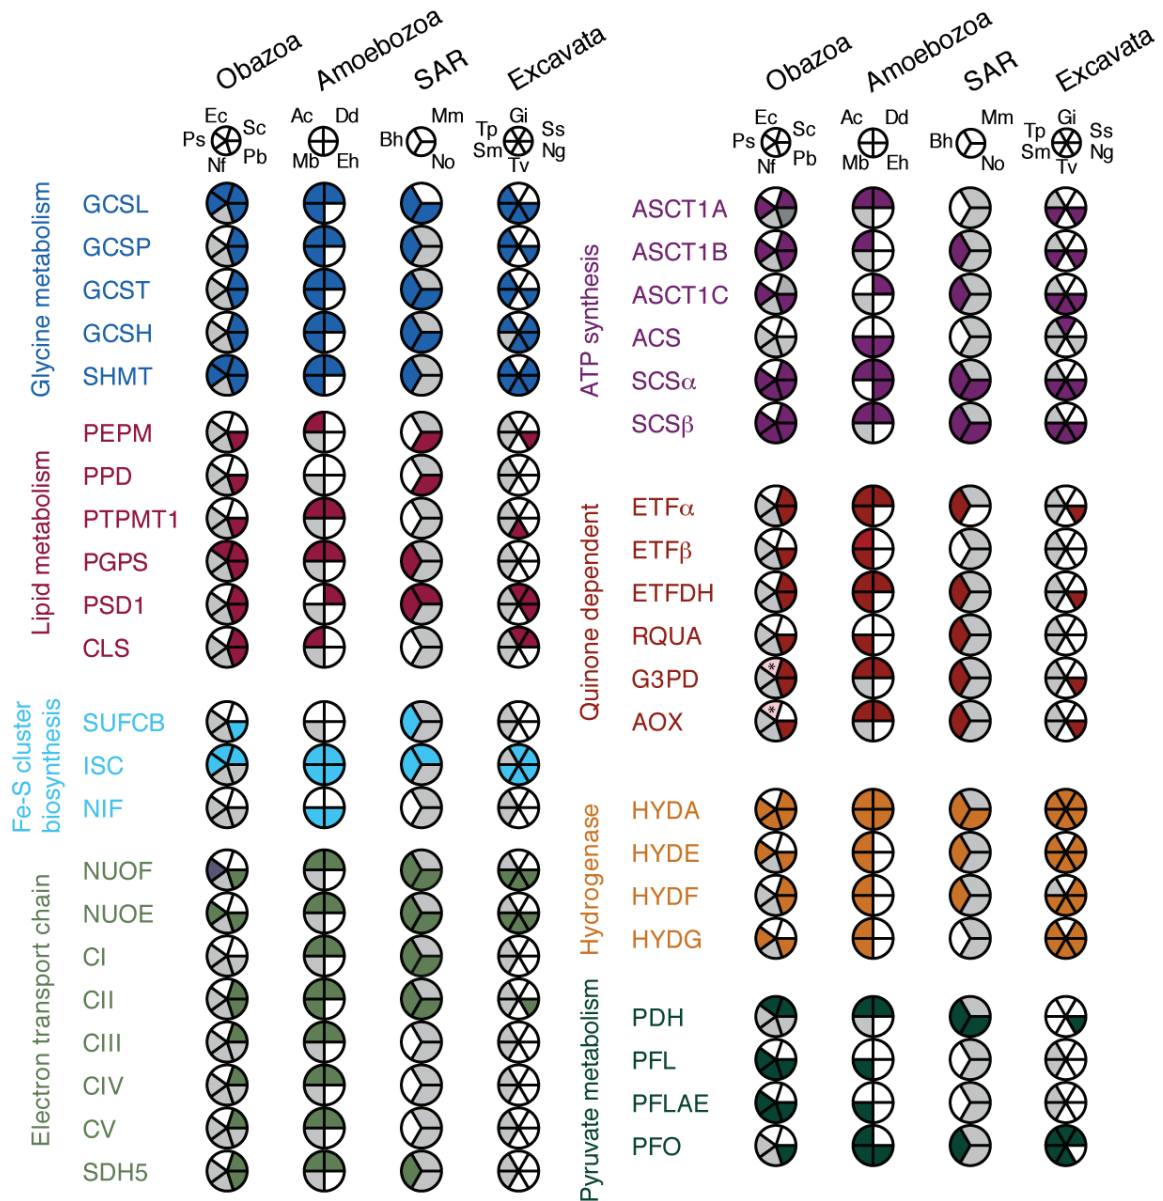 Obazoa
Amoebozoa
SAR
Excavata
Ec
Sc
Ps
Pb
Nf
Ac
Dd
Mb
Eh
Mm
Bh
No
Gi
Tp
Ss
Sm
Ng
Tv
Glycine metabolism
GCSL
GCSP
GCST
GCSH
SHMT
Lipid metabolism
PEPM
PPD
PTPMT1
PGPS
PSD1
CLS
Fe-S cluster
biosynthesis
SUFCB
ISC
NIF
Electron transport chain
NUOF
NUOE
CI
CII
CIII
CIV
CV
SDH5
Obazoa
Amoebozoa
SAR
Excavata
Ec
Sc
Ps
Pb
Nf
Ac
Dd
Mb
Eh
Mm
Bh
No
Gi
Tp
Ss
Sm
Ng
Tv
ATP synthesis
ASCT1A
ASCT1B
ASCT1C
ACS
SCSα
SCSβ
Quinone dependent
ETFα
ETFβ
ETFDH
RQUA
G3PD
*
AOX
*
Hydrogenase
HYDA
HYDE
HYDF
HYDG
Pyruvate metabolism
PDH
PFL
PFLAE
PFO